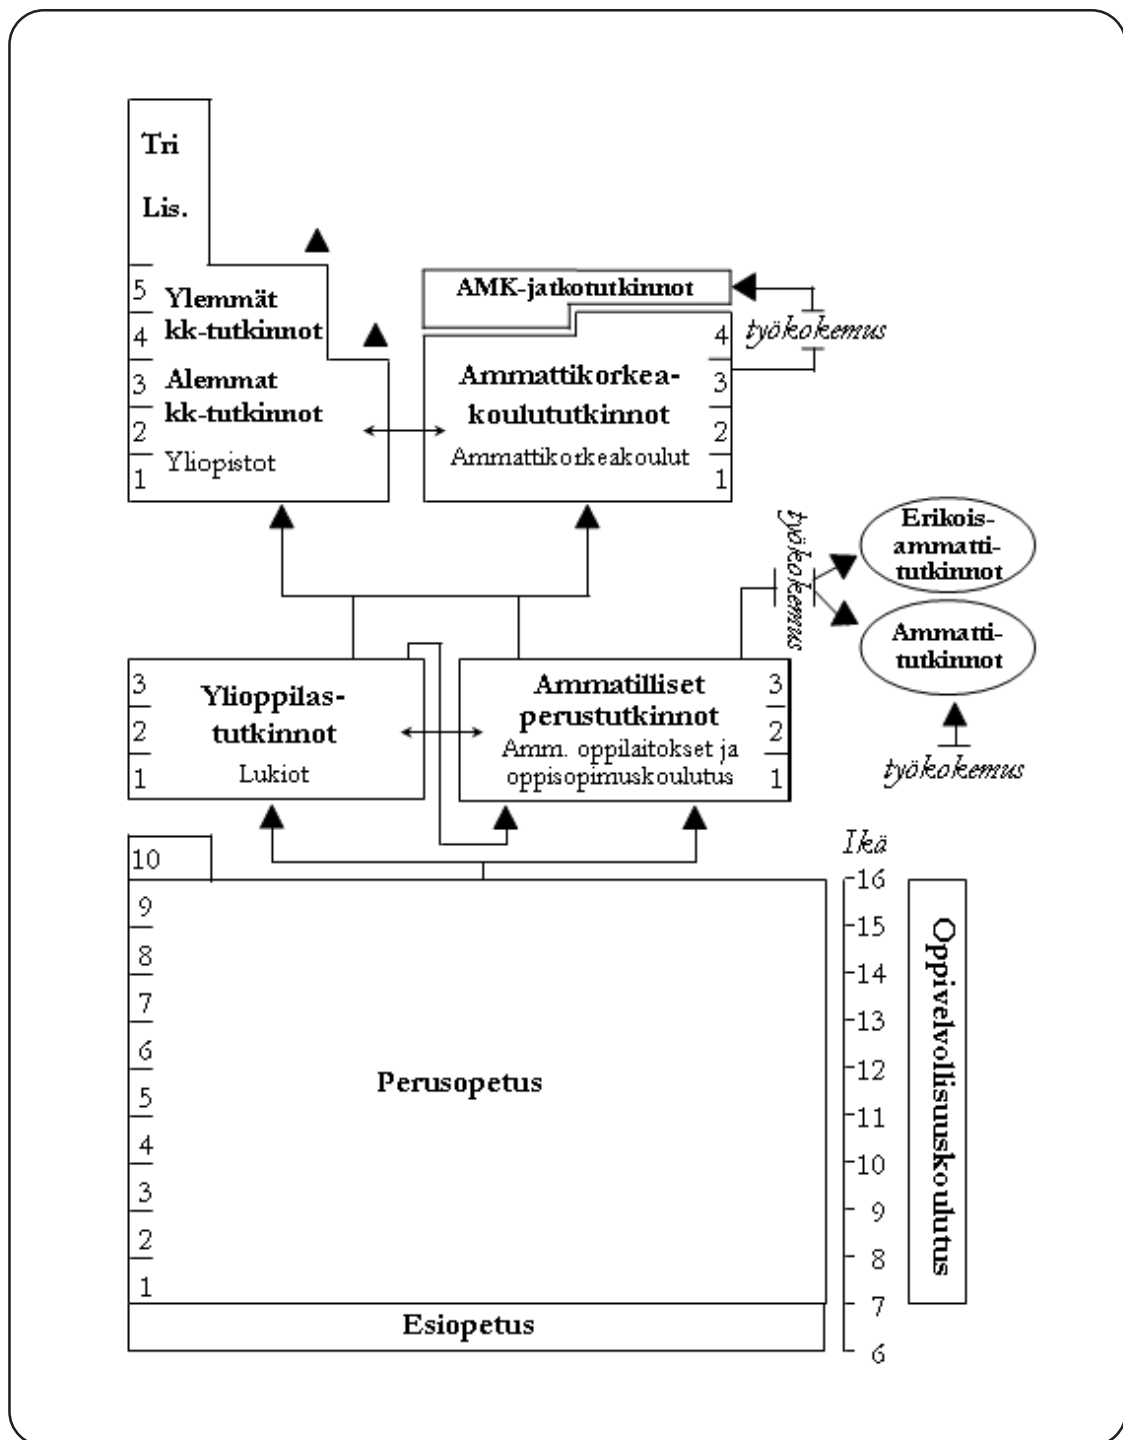 Tri
Lis.
5
4
3
2
1
Ylemmät
kk-tutkinnot
Alemmat
kk-tutkinnot
Yliopistot
AMK-jatkotutkinnot
työkokemus
Ammattikorkea-
koulututkinnot
Ammattikorkeakoulut
4
3
2
1
työkokemus
Erikois-
ammatti-
tutkinnot
Ammatti-
tutkinnot
työkokemus
3
2
1
Ylioppilas-
tutkinnot
Lukiot
Ammatilliset
perustutkinnot
Amm. oppilaitokset ja
oppisopimuskoulutus
3
2
1
10
9
8
7
6
5
4
3
2
1
Perusopetus
Esiopetus
Ikä
16
15
14
13
12
11
10
9
8
7
6
Oppivelvollisuuskoulutus